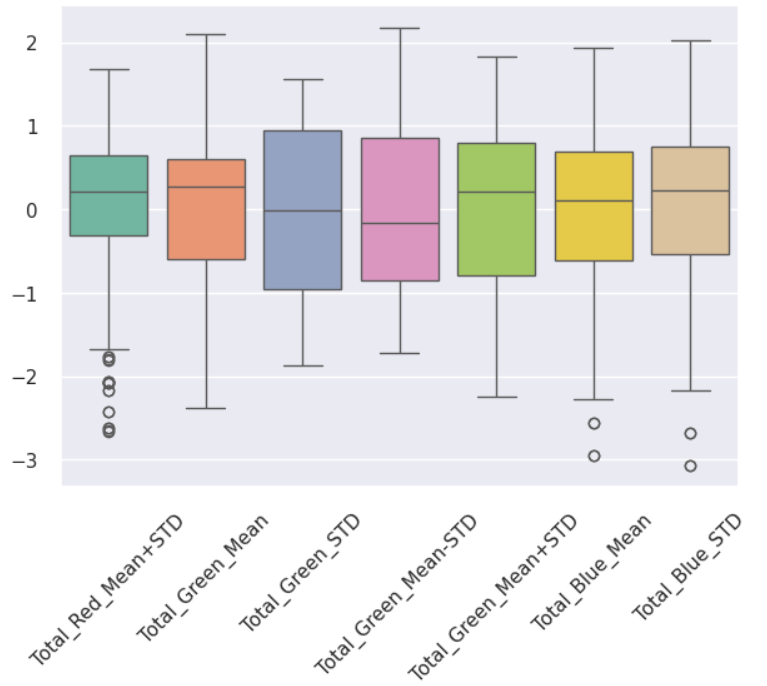 2
1
0
−1
−2
−3
Total_Red_Mean+STD
Total_Green_Mean
Total_Green_STD
Total_Green_Mean-STD
Total_Green_Mean+STD
Total_Blue_Mean
Total_Blue_STD